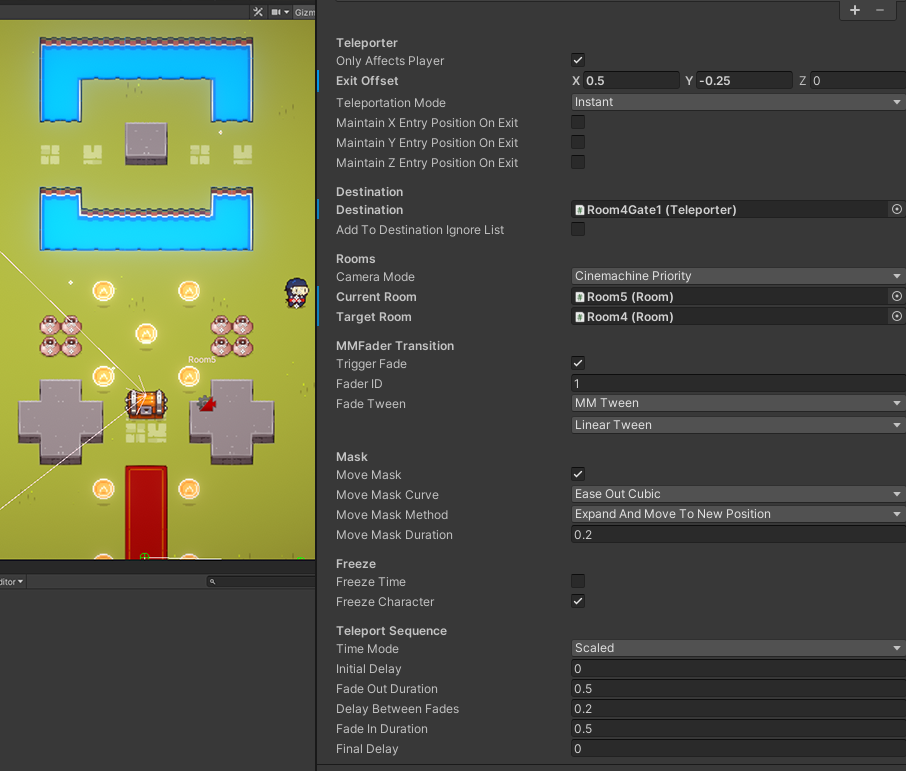 Gizm
Room5
ditor
Teleporter
Only Affects Player
Exit Offset X 0.5 Y -0.25 Z 0
Teleportation Mode Instant
Maintain X Entry Position On Exit
Maintain Y Entry Position On Exit
Maintain Z Entry Position On Exit
Destination
Destination Room4Gate1 (Teleporter)
Add To Destination Ignore List
Rooms
Camera Mode Cinemachine Priority
Current Room Room5 (Room)
Target Room Room4 (Room)
MMFader Transition
Trigger Fade
Fader ID 1
Fade Tween MM Tween
Linear Tween
Mask
Move Mask
Move Mask Curve Ease Out Cubic
Move Mask Method Expand And Move To New Position
Move Mask Duration 0.2
Freeze
Freeze Time
Freeze Character
Teleport Sequence
Time Mode Scaled
Initial Delay 0
Fade Out Duration 0.5
Delay Between Fades 0.2
Fade In Duration 0.5
Final Delay 0